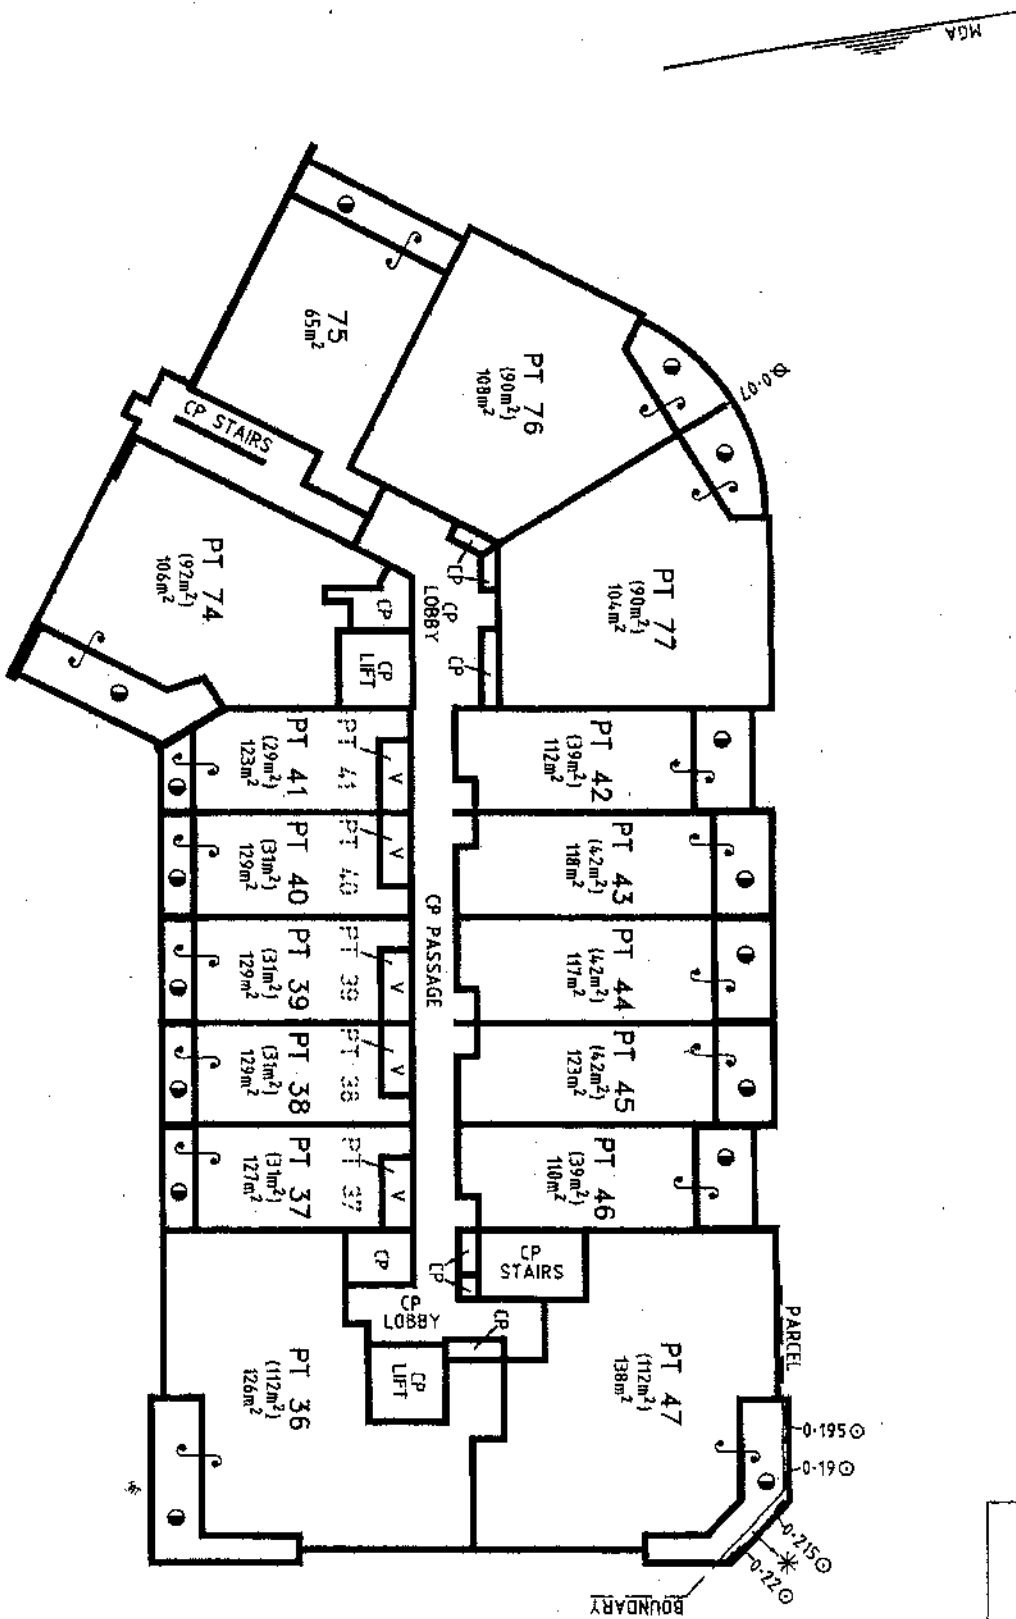 MGA
75
65m²
PT 76
(90m²)
108m²
Ø 0·07
CP STAIRS
PT 74
(92m²)
106m²
CP
CP
CP
LOBBY
PT 77
(90m²)
104m²
CP
LIFT
CP
PT 41
(29m²)
123m²
PT 41
V
PT 42
(39m²)
112m²
PT 40
(31m²)
129m²
PT 40
V
PT 43
(42m²)
118m²
CP PASSAGE
PT 39
(31m²)
129m²
PT 39
V
PT 44
(42m²)
117m²
PT 38
(31m²)
129m²
PT 38
V
PT 45
(42m²)
123m²
PT 37
(31m²)
127m²
PT 37
V
PT 46
(39m²)
110m²
CP
CP
CP
STAIRS
CP
LOBBY
CP
CP
LIFT
PT 36
(112m²)
126m²
PT 47
(112m²)
138m²
PARCEL
0·195
0·19
0·215
0·22
BOUNDARY